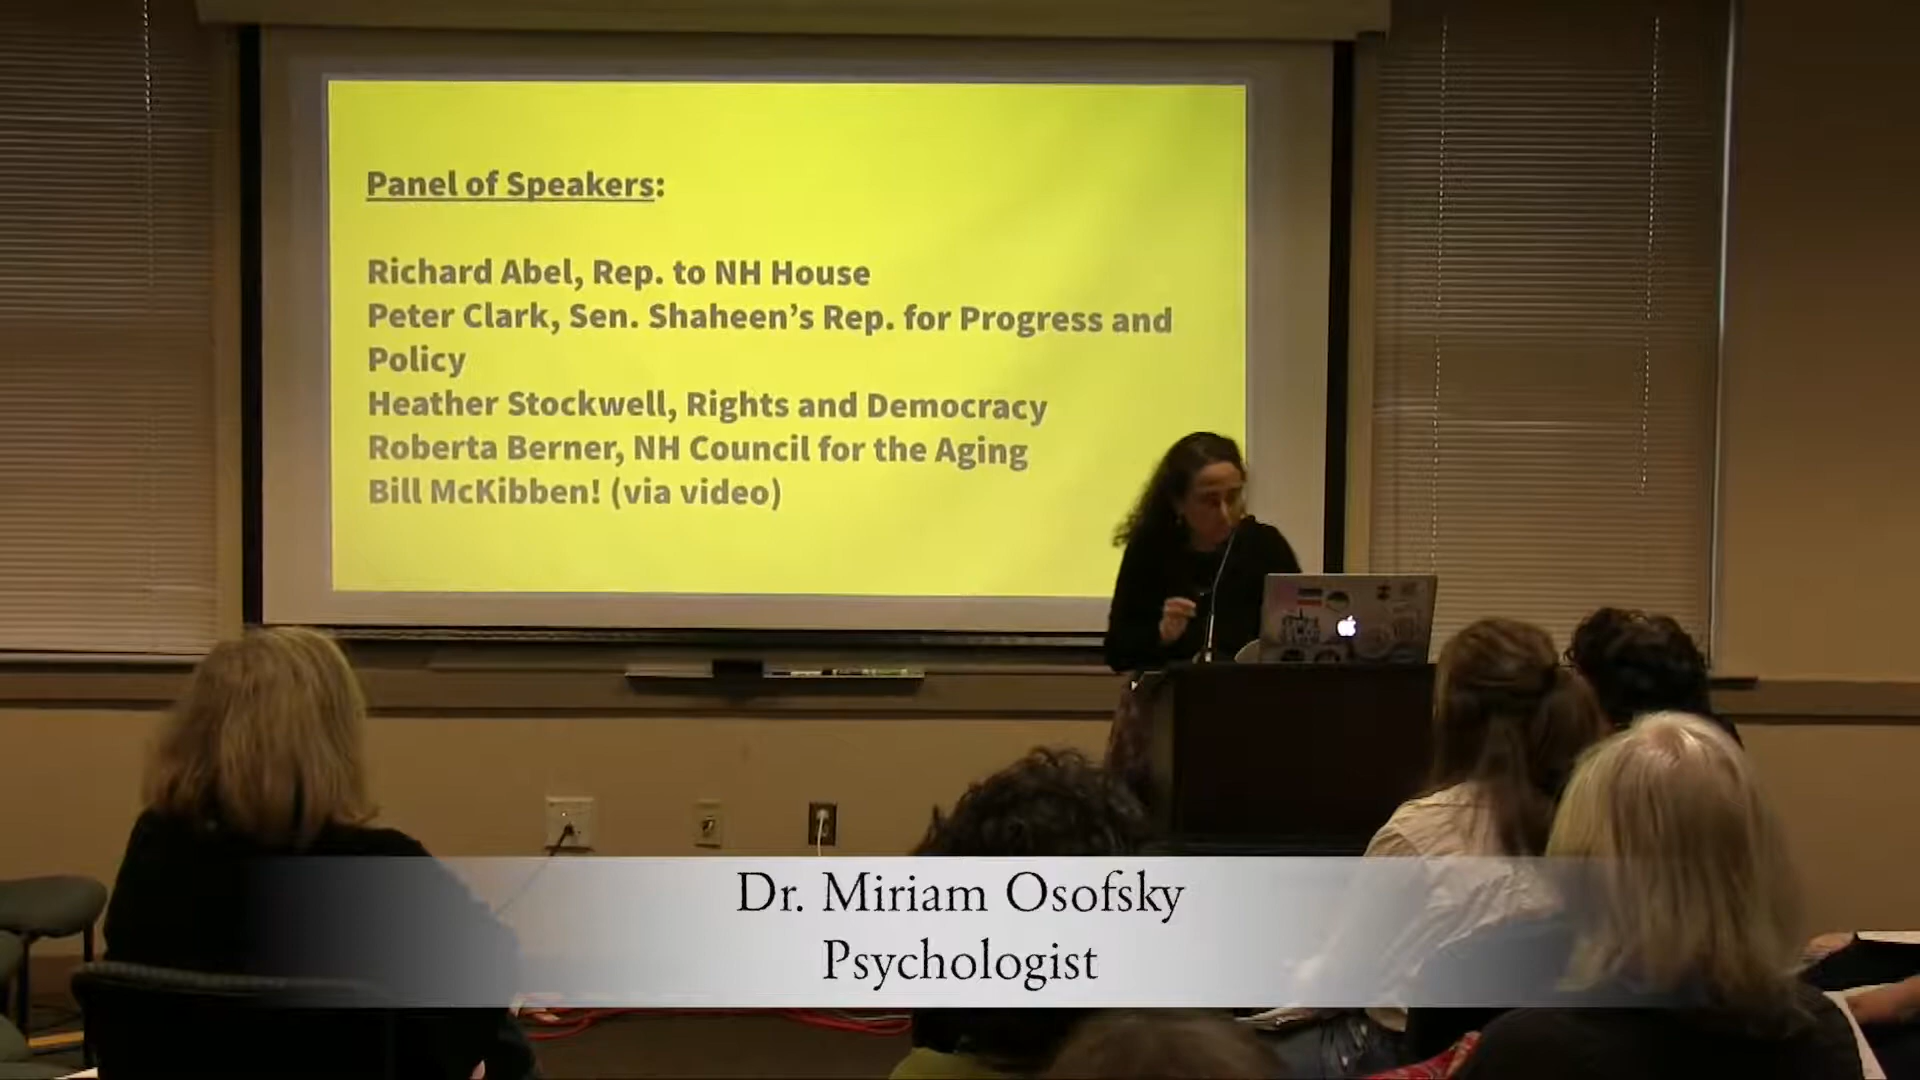 Panel of Speakers:
Richard Abel, Rep. to NH House
Peter Clark, Sen. Shaheen's Rep. for Progress and
Policy
Heather Stockwell, Rights and Democracy
Roberta Berner, NH Council for the Aging
Bill McKibben! (via video)
Dr. Miriam Osofsky
Psychologist